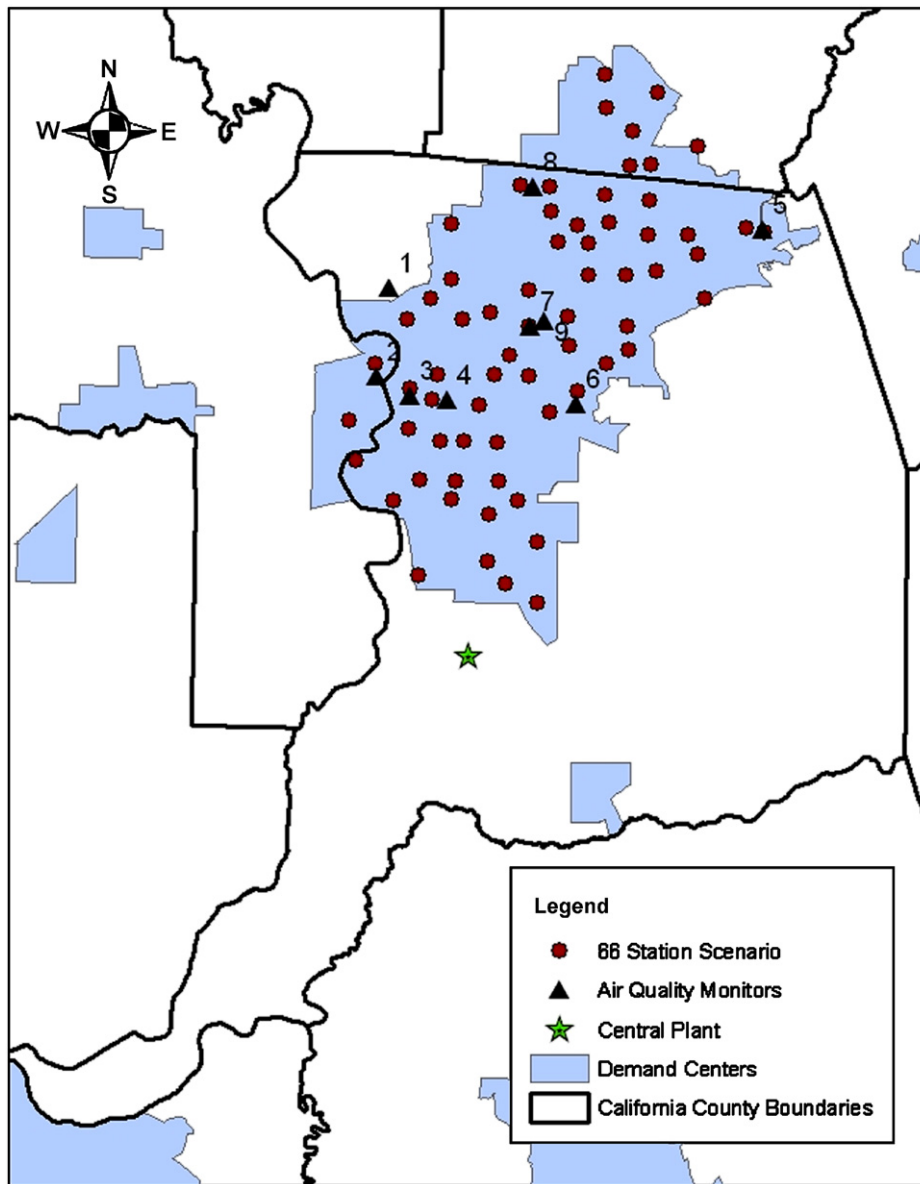 N
W E
S
8
5
1
7
9
2
3 4
6
Legend
66 Station Scenario
Air Quality Monitors
Central Plant
Demand Centers
California County Boundaries